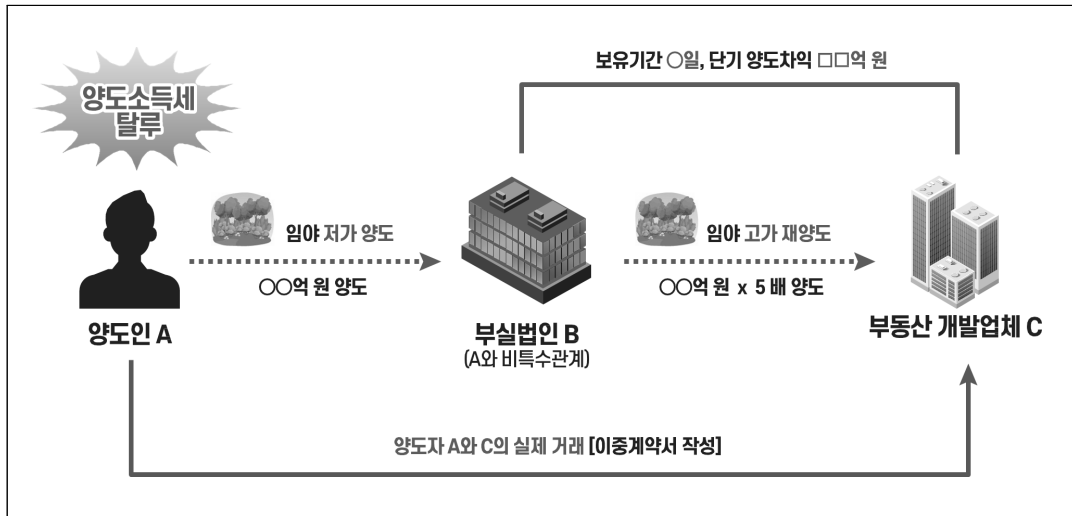 보유기간 ○일, 단기 양도차익 □□억 원
양도소득세
탈루
임야 저가 양도
○○억 원 양도
임야 고가 재양도
○○억 원 x 5 배 양도
양도인 A
부실법인 B
(A와 비특수관계)
부동산 개발업체 C
양도자 A와 C의 실제 거래 [이중계약서 작성]